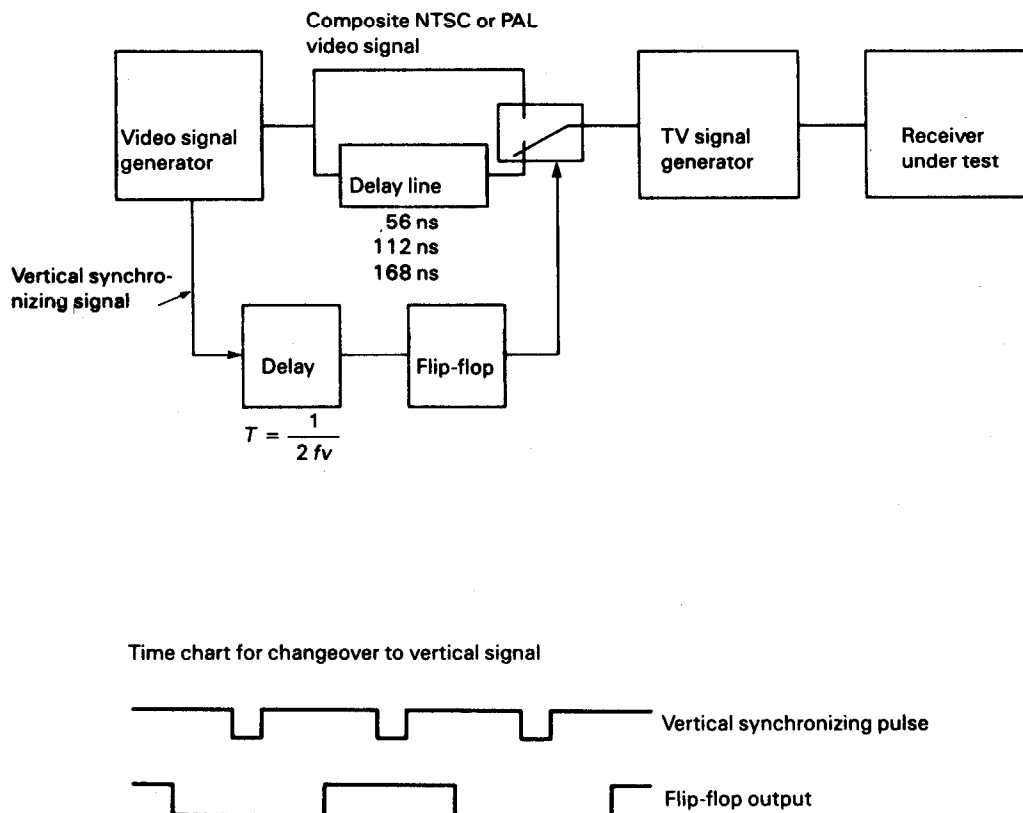 Composite NTSC or PAL
video signal
Video signal
generator
Delay line
TV signal
generator
Receiver
under test
56 ns
112 ns
168 ns
Vertical synchro-
nizing signal
Delay
Flip-flop
T = 1
2 fv
Time chart for changeover to vertical signal
Vertical synchronizing pulse
Flip-flop output